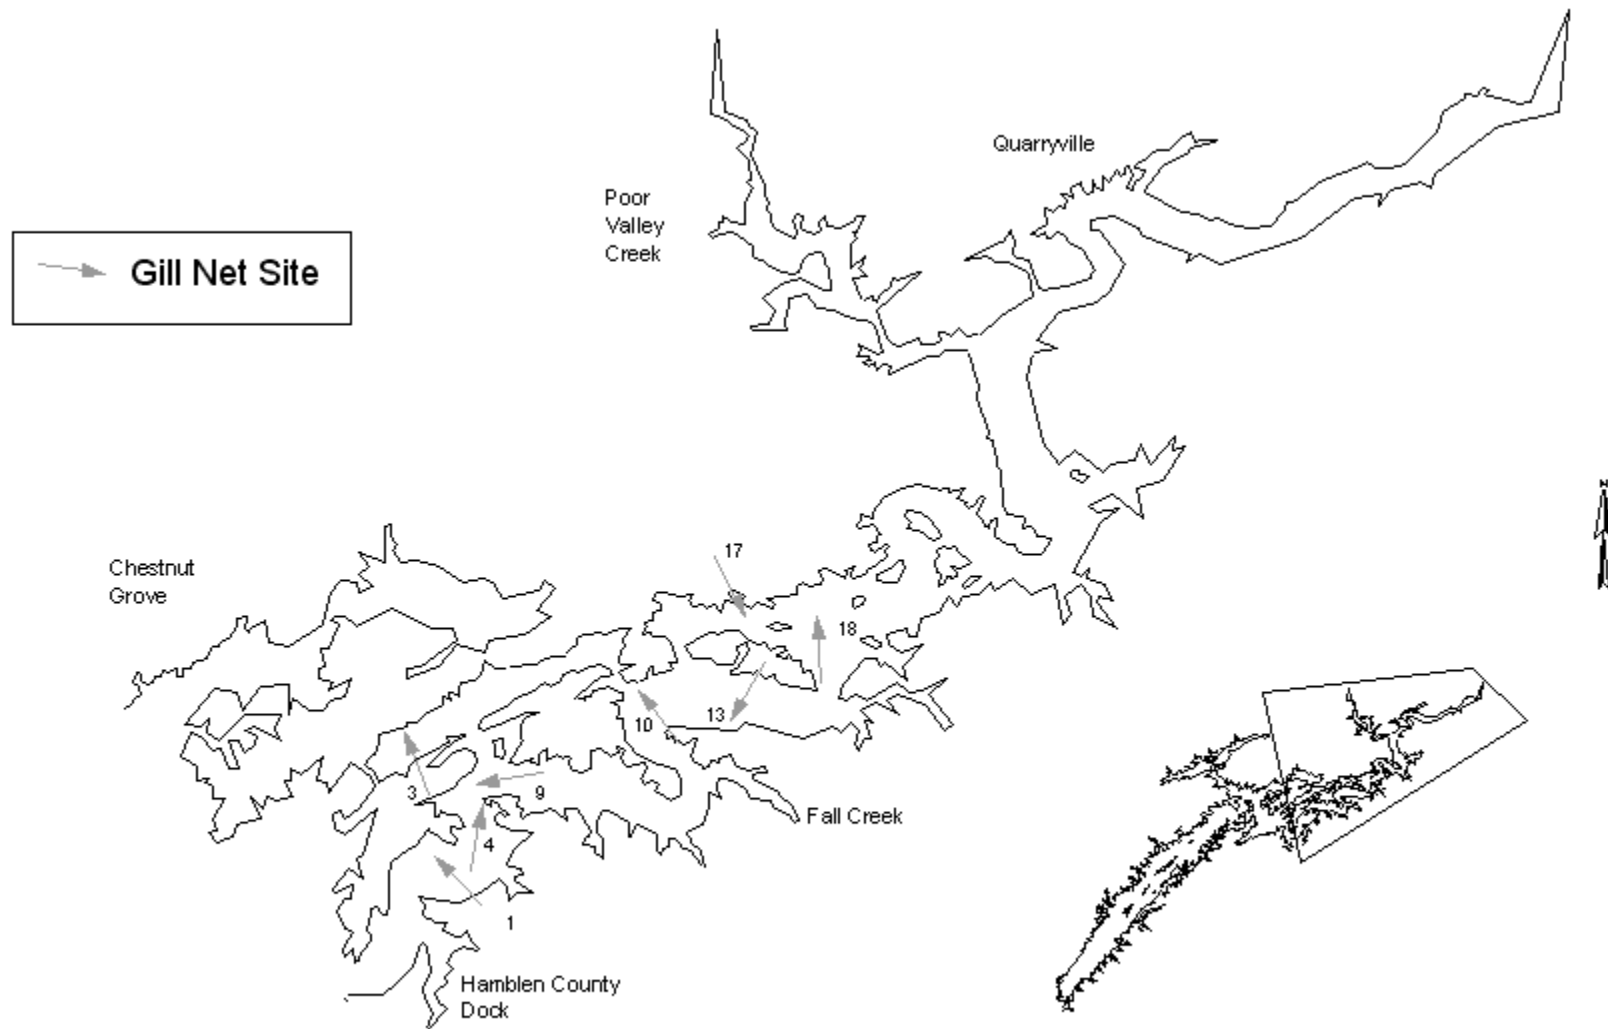 Quarryville
Poor
Valley
Creek
Gill Net Site
N
17
Chestnut
Grove
18
13
10
3
9
Fall Creek
4
1
Hamblen County
Dock